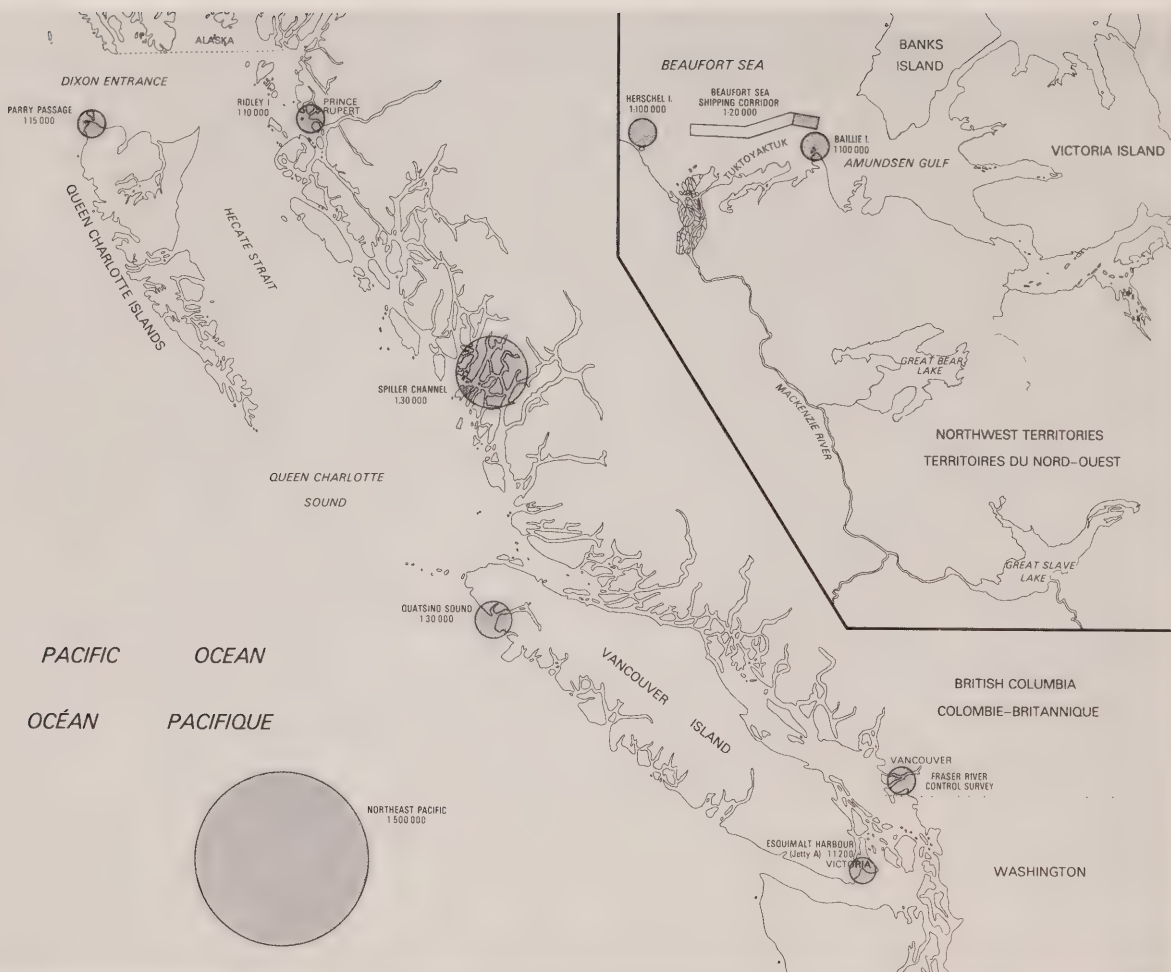 ALASKA
DIXON ENTRANCE
PARRY PASSAGE
1:15 000
RIDLEY I.
1:10 000
PRINCE
RUPERT
QUEEN CHARLOTTE ISLANDS
HECATE STRAIT
SPILLER CHANNEL
1:30 000
QUEEN CHARLOTTE
SOUND
QUATSINO SOUND
1:30 000
PACIFIC OCEAN
OCÉAN PACIFIQUE
VANCOUVER
ISLAND
NORTHEAST PACIFIC
1:500 000
BRITISH COLUMBIA
COLOMBIE-BRITANNIQUE
VANCOUVER
FRASER RIVER
CONTROL SURVEY
ESQUIMALT HARBOUR
(Jetty A) 1:1200
VICTORIA
WASHINGTON
BEAUFORT SEA
BANKS
ISLAND
HERSCHEL I.
1:100 000
BEAUFORT SEA
SHIPPING CORRIDOR
1:20 000
TUKTOYAKTUK
BAILLIE I.
1:100 000
AMUNDSEN GULF
VICTORIA ISLAND
GREAT BEAR
LAKE
MACKENZIE RIVER
NORTHWEST TERRITORIES
TERRITOIRES DU NORD-OUEST
GREAT SLAVE
LAKE